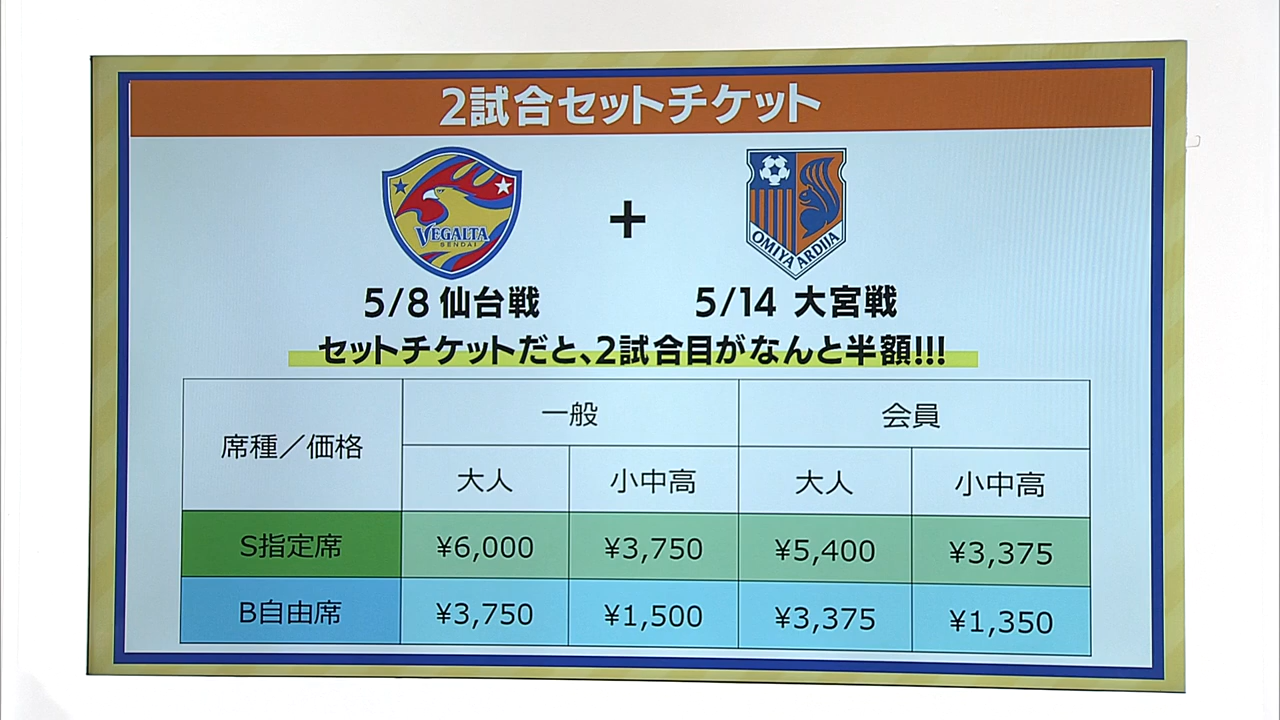 2試合セットチケット
VEGALTA
SENDAI
+
OMIYA ARDIJA
5/8 仙台戦
5/14 大宮戦
セットチケットだと、2試合目がなんと半額!!!
席種／価格
一般
会員
大人
小中高
大人
小中高
S指定席
¥6,000
¥3,750
¥5,400
¥3,375
B自由席
¥3,750
¥1,500
¥3,375
¥1,350